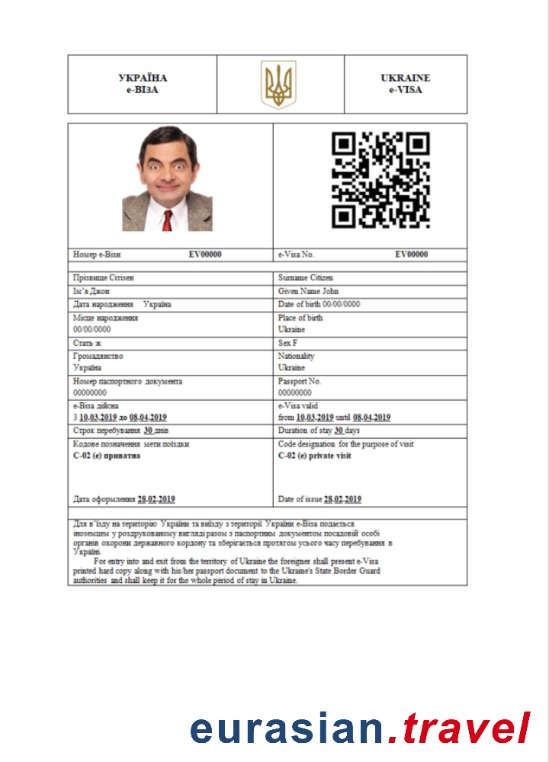 УКРАЇНА
е-ВІзА
UKRAINE
e-VISA
Номер е-Візи EV00000
e-Visa No. EV00000
Прізвище Сітізен
Surname Citizen
Ім'я Джон
Given Name John
Дата народження Україна
Date of birth 00/00/0000
Місце народження
00/00/0000
Place of birth
Ukraine
Стать ж
Sex F
Громадянство
Україна
Nationality
Ukraine
Номер паспортного документа
00000000
Passport No.
00000000
е-Віза дійсна
З 10.03.2019 до 08.04.2019
e-Visa valid
from 10.03.2019 until 08.04.2019
Строк перебування 30 днів
Duration of stay 30 days
Кодове позначення мети поїздки
С-02 (е) приватна
Code designation for the purpose of visit
C-02 (e) private visit
Дата оформлення 28.02.2019
Date of issue 28.02.2019
Для в'їзду на територію України та виїзду з території України е-Віза подається
іноземцем у роздрукованому вигляді разом з паспортним документом посадовій особі
органів охорони державного кордону та зберігається протягом усього часу перебування в
Україні.
For entry into and exit from the territory of Ukraine the foreigner shall present e-Visa
printed hard copy along with his/her passport document to the Ukraine's State Border Guard
authorities and shall keep it for the whole period of stay in Ukraine.
eurasian.travel